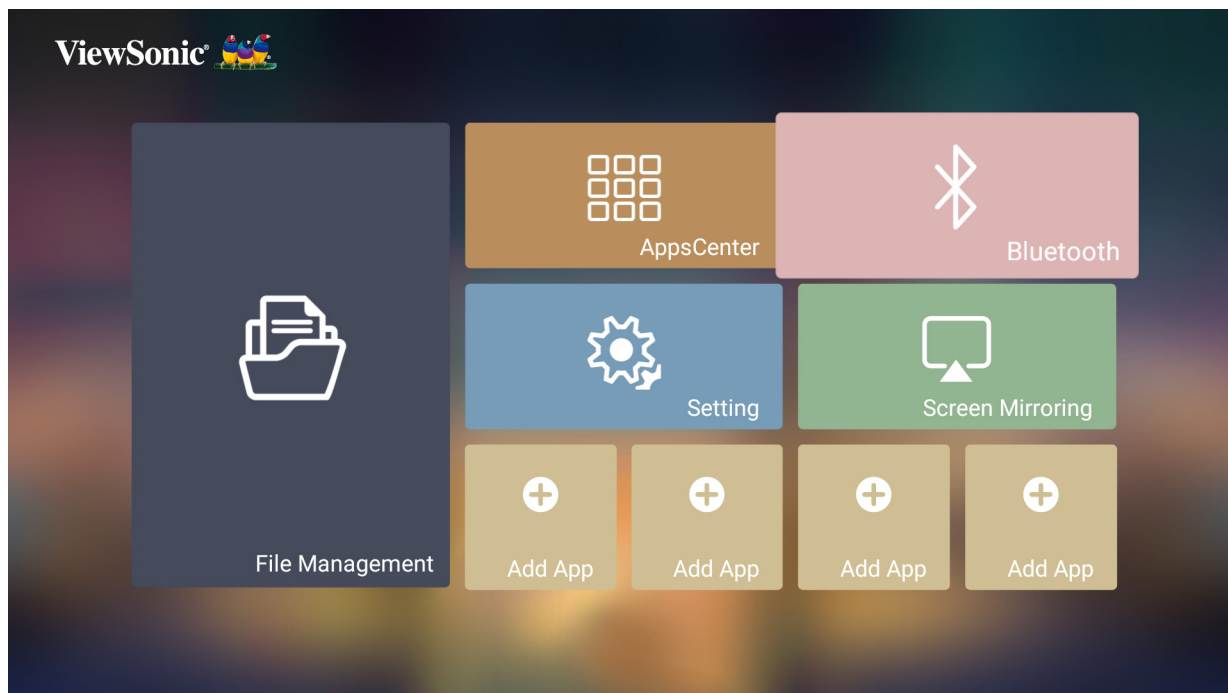 ViewSonic®
AppsCenter
Bluetooth
Setting
Screen Mirroring
File Management
Add App
Add App
Add App
Add App